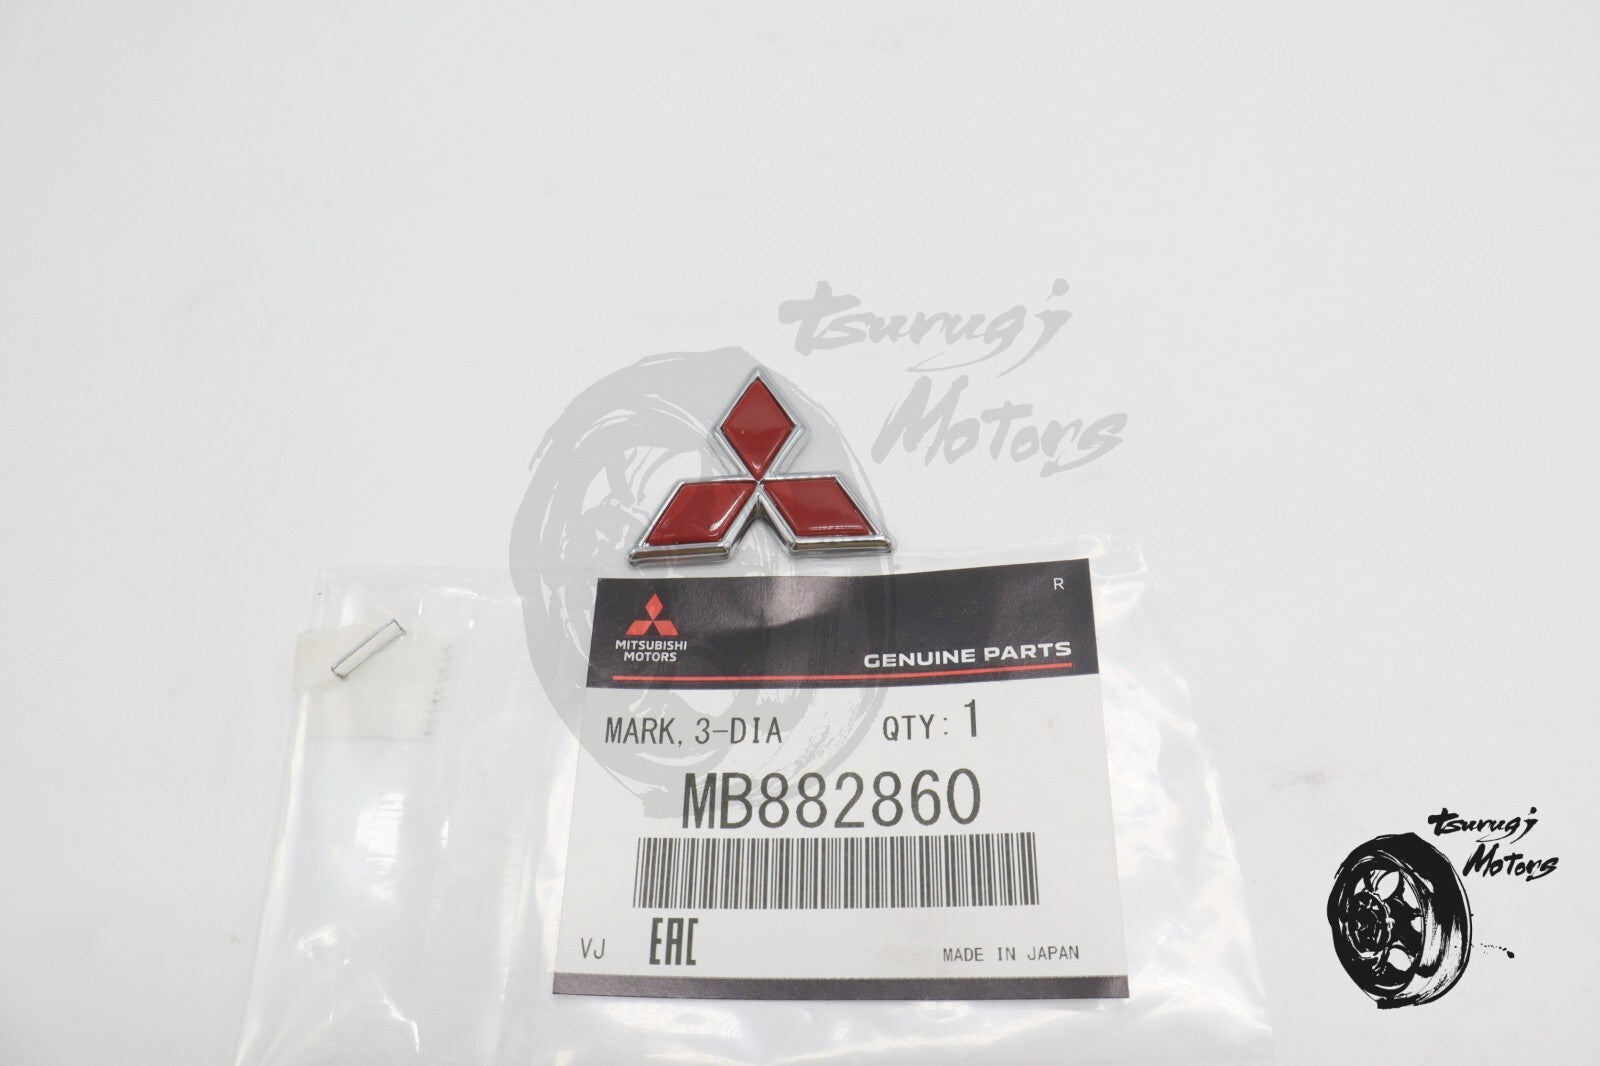 tsurugi
Motors
R
MITSUBISHI
MOTORS
GENUINE PARTS
MARK, 3-DIA QTY: 1
MB882860
VJ EAC MADE IN JAPAN
tsurugi
Motors